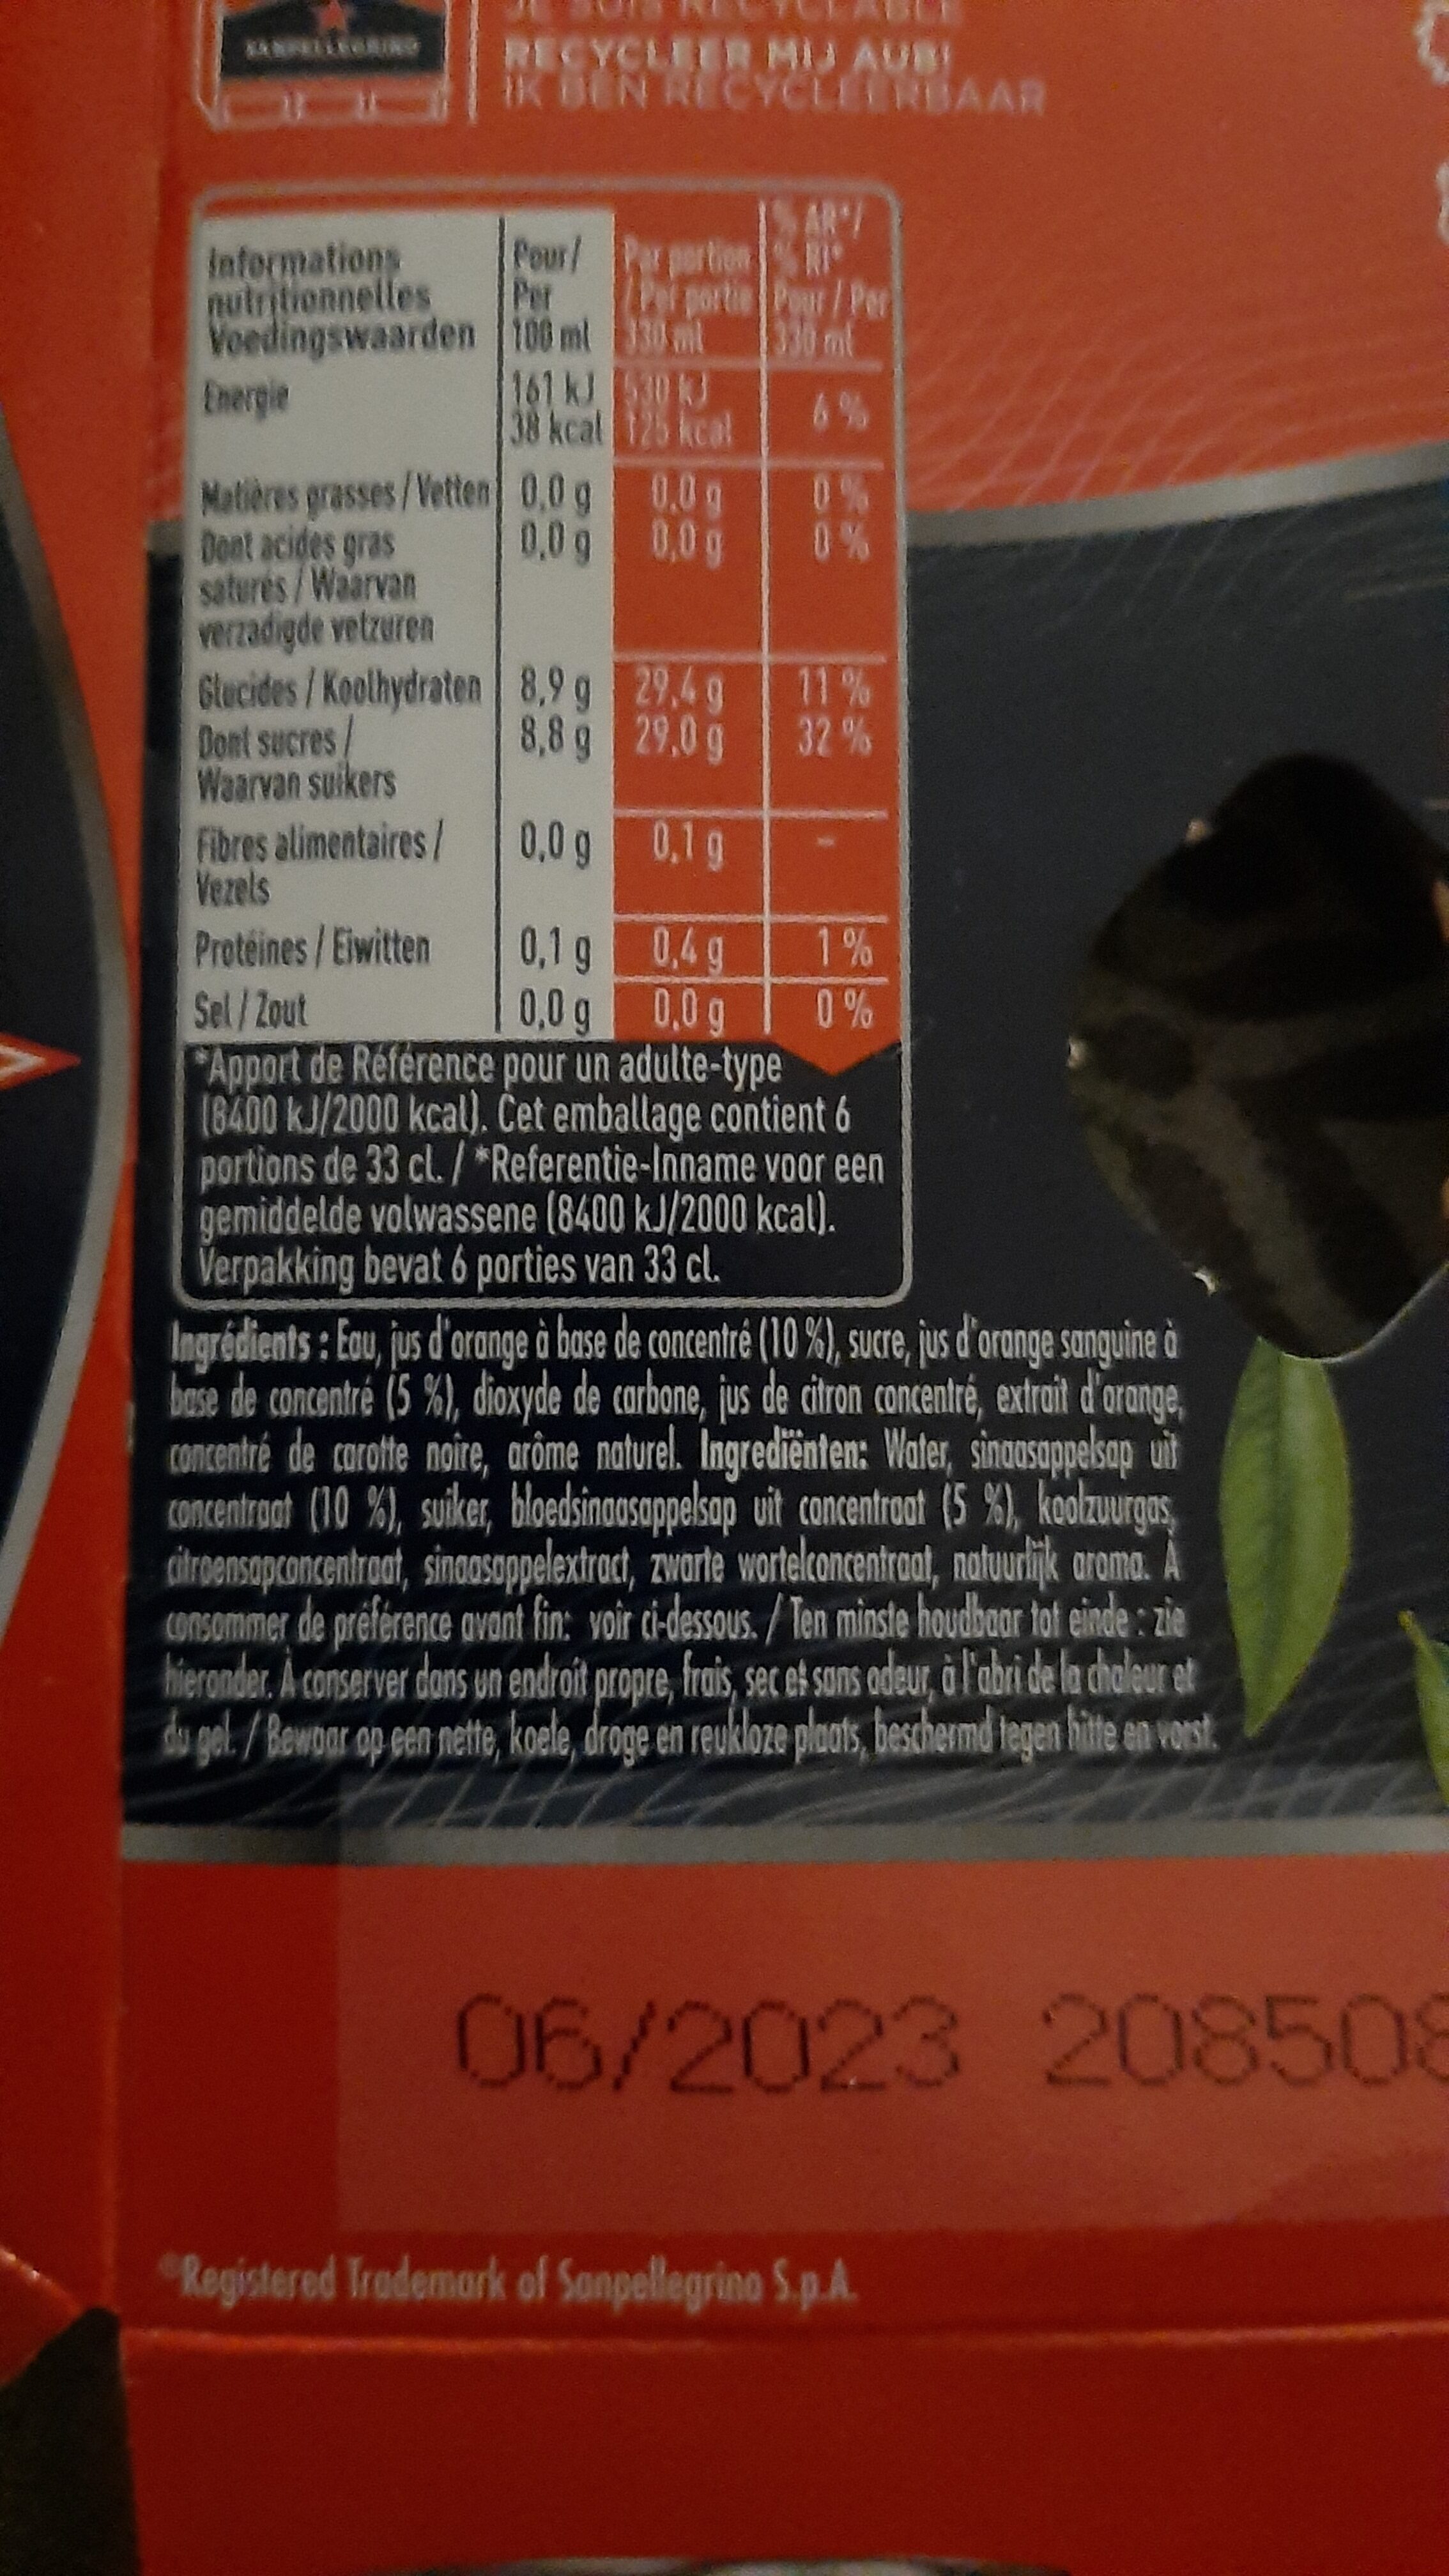 SANPELLEGRINO
JE SUIS RECYCLABLE
RECYCLEER MIJ AUB!
IK BEN RECYCLEERBAAR
Informations nutritionnelles Voedingswaarden | Pour/ Per 100 ml | Par portion / Per portie 330 ml | % AR*/ % RI* Pour / Per 330 ml
Energie | 161 kJ 38 kcal | 530 kJ 125 kcal | 6 %
Matières grasses / Vetten | 0,0 g | 0,0 g | 0 %
Dont acides gras saturés / Waarvan verzadigde vetzuren | 0,0 g | 0,0 g | 0 %
Glucides / Koolhydraten | 8,9 g | 29,4 g | 11 %
Dont sucres / Waarvan suikers | 8,8 g | 29,0 g | 32 %
Fibres alimentaires / Vezels | 0,0 g | 0,1 g | -
Protéines / Eiwitten | 0,1 g | 0,4 g | 1 %
Sel / Zout | 0,0 g | 0,0 g | 0 %
*Apport de Référence pour un adulte-type
(8400 kJ/2000 kcal). Cet emballage contient 6
portions de 33 cl. / *Referentie-Inname voor een
gemiddelde volwassene (8400 kJ/2000 kcal).
Verpakking bevat 6 porties van 33 cl.
Ingrédients : Eau, jus d'orange à base de concentré (10 %), sucre, jus d'orange sanguine à
base de concentré (5 %), dioxyde de carbone, jus de citron concentré, extrait d'orange,
concentré de carotte noire, arôme naturel. Ingrediënten: Water, sinaasappelsap uit
concentraat (10 %), suiker, bloedsinaasappelsap uit concentraat (5 %), koolzuurgas,
citroensapconcentraat, sinaasappelextract, zwarte wortelconcentraat, natuurlijk aroma. À
consommer de préférence avant fin: voir ci-dessous. / Ten minste houdbaar tot einde : zie
hieronder. À conserver dans un endroit propre, frais, sec et sans odeur, à l'abri de la chaleur et
du gel. / Bewaar op een nette, koele, droge en reukloze plaats, beschermd tegen hitte en vorst.
06/2023 208508
®Registered Trademark of Sanpellegrino S.p.A.